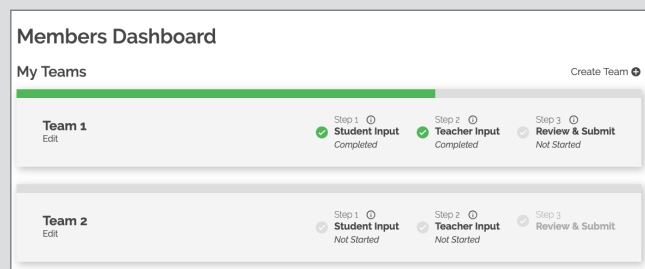 Members Dashboard
My Teams
Create Team
Team 1
Edit
Step 1
Student Input
Completed
Step 2
Teacher Input
Completed
Step 3
Review & Submit
Not Started
Team 2
Edit
Step 1
Student Input
Not Started
Step 2
Teacher Input
Not Started
Step 3
Review & Submit